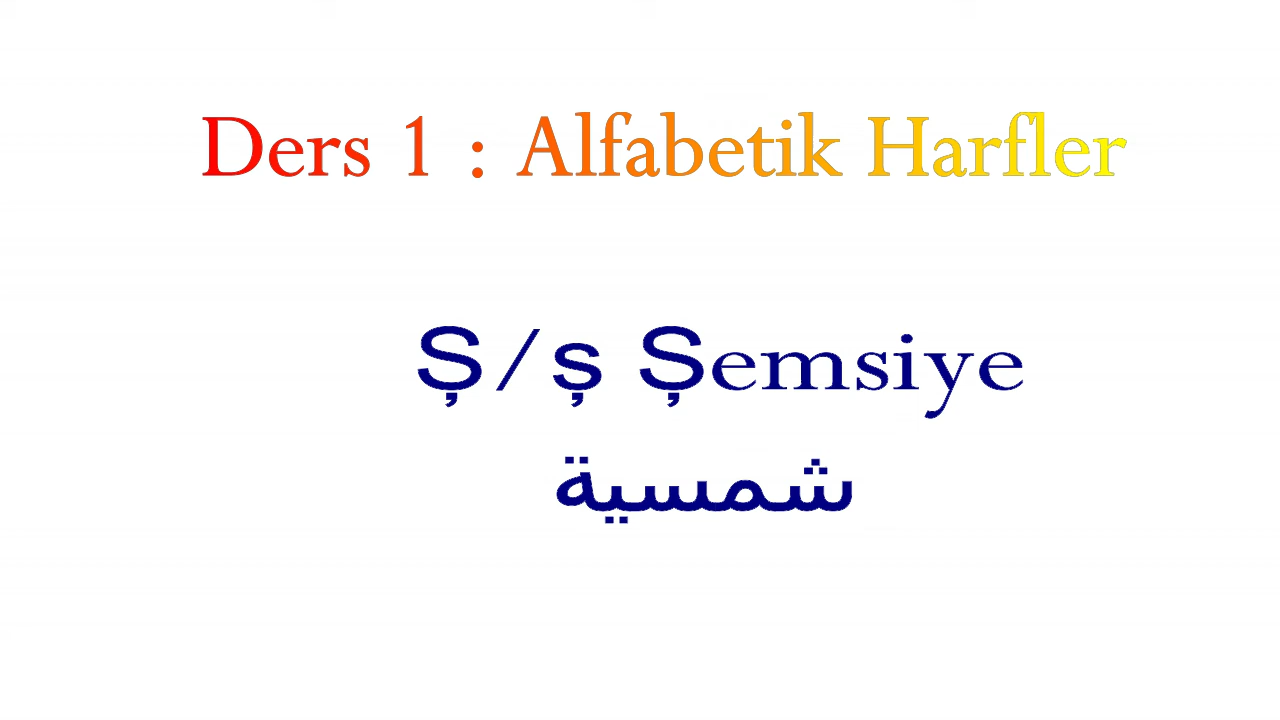 Ders 1 : Alfabetik Harfler
Ş/ş Şemsiye
شمسية